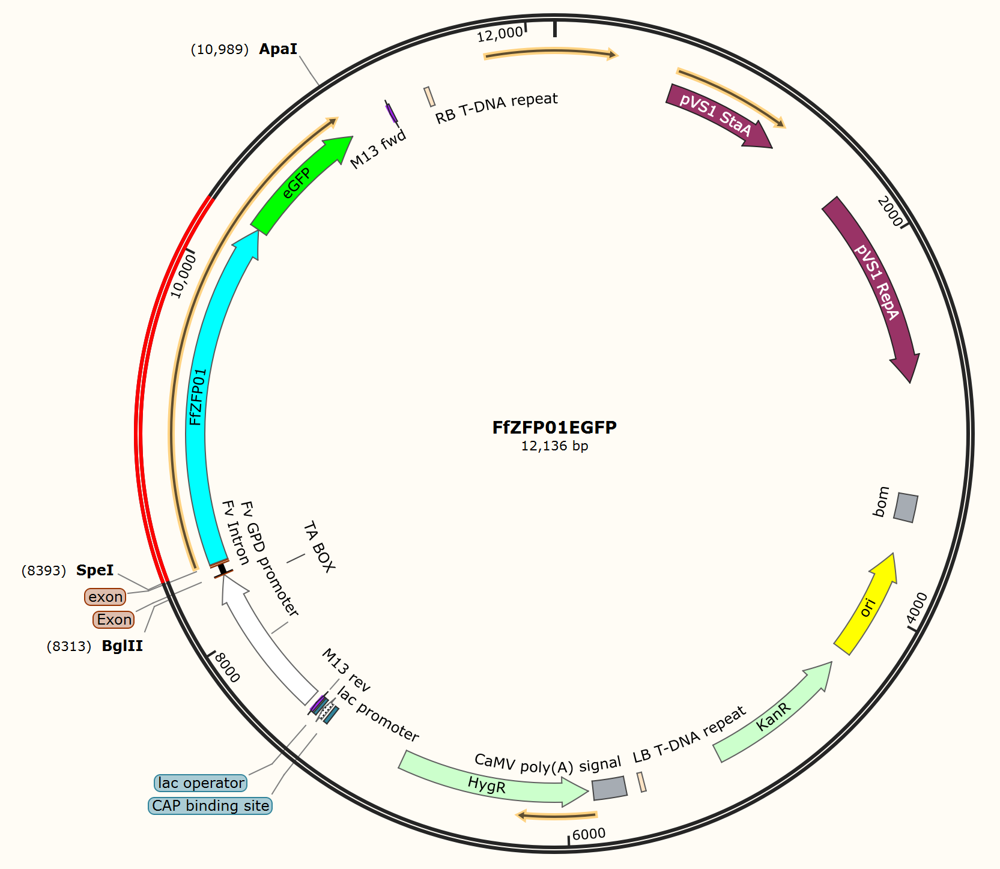 12,000
(10,989) ApaI
RB T-DNA repeat
pVS1 StaA
M13 fwd
eGFP
2000
10,000
pVS1 RepA
FfZFP01
FfZFP01EGFP
12,136 bp
bom
Fv Intron
Fv GPD promoter
TA BOX
(8393) SpeI
exon
Exon
(8313) BglII
ori
4000
8000
M13 rev
lac promoter
KanR
LB T-DNA repeat
CaMV poly(A) signal
HygR
lac operator
CAP binding site
6000